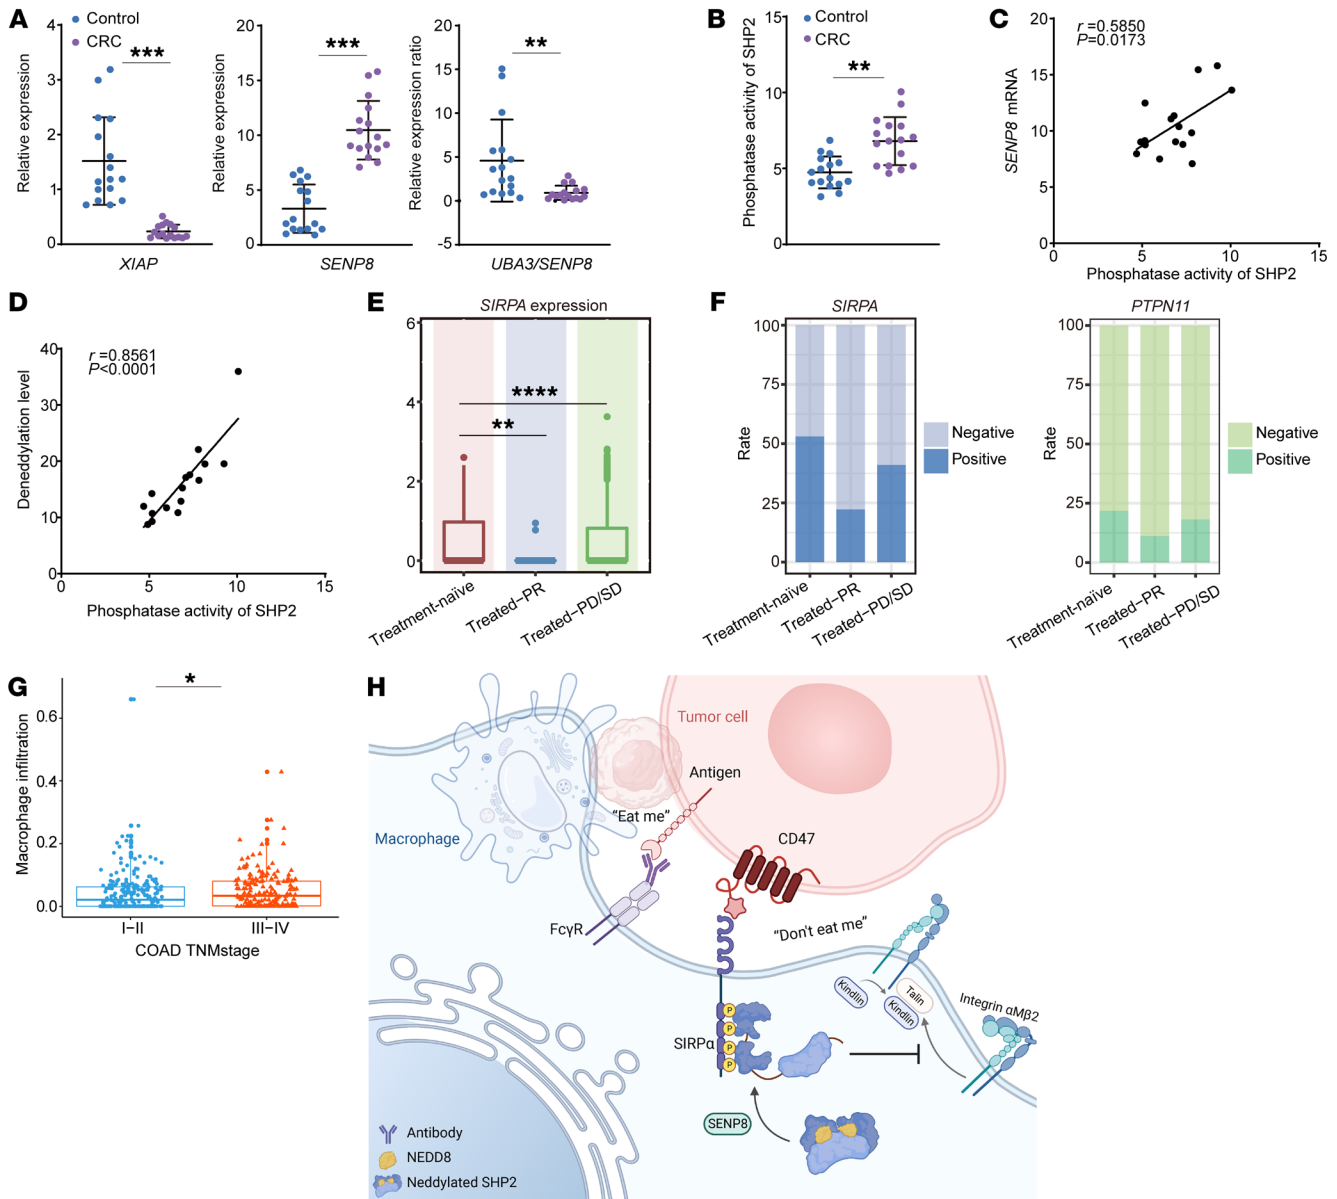 A
Control
CRC
Relative expression
4
3
2
1
0
***
XIAP
Relative expression
20
15
10
5
0
***
SENP8
Relative expression ratio
20
15
10
5
0
-5
**
UBA3/SENP8
B
Control
CRC
Phosphatase activity of SHP2
15
10
5
0
**
C
r =0.5850
P=0.0173
SENP8 mRNA
20
15
10
5
0
0
5
10
15
Phosphatase activity of SHP2
D
r =0.8561
P<0.0001
Deneddylation level
40
30
20
10
0
0
5
10
15
Phosphatase activity of SHP2
E
SIRPA expression
6
4
2
0
****
**
Treatment-naïve
Treated-PR
Treated-PD/SD
F
SIRPA
Rate
100
75
50
25
0
Treatment-naïve
Treated-PR
Treated-PD/SD
Negative
Positive
PTPN11
Rate
100
75
50
25
0
Treatment-naïve
Treated-PR
Treated-PD/SD
Negative
Positive
G
*
Macrophage infiltration
0.6
0.4
0.2
0.0
I-II
III-IV
COAD TNMstage
H
Tumor cell
Antigen
"Eat me"
Macrophage
CD47
FcγR
"Don't eat me"
Kindlin
Talin
Kindlin
Integrin αMβ2
SIRPα
P
P
P
P
SENP8
Antibody
NEDD8
Neddylated SHP2